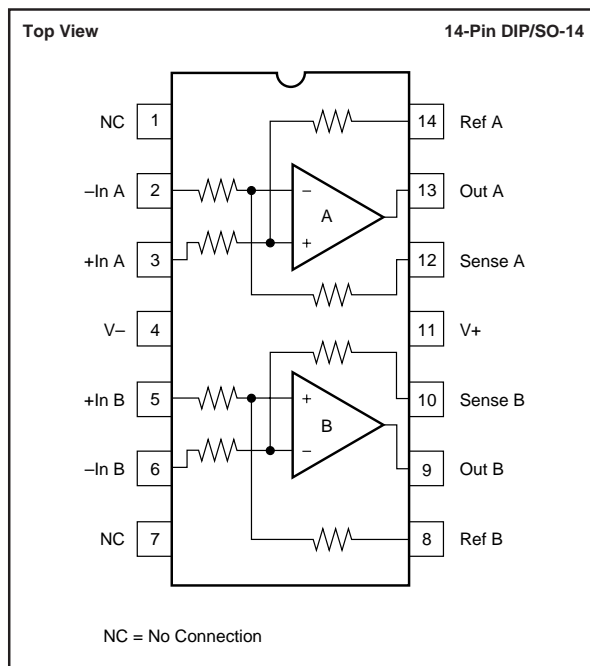 Top View 14-Pin DIP/SO-14
NC 1 14 Ref A
–In A 2 – 13 Out A
A
+In A 3 + 12 Sense A
V– 4 11 V+
+In B 5 + 10 Sense B
B
–In B 6 – 9 Out B
NC 7 8 Ref B
NC = No Connection